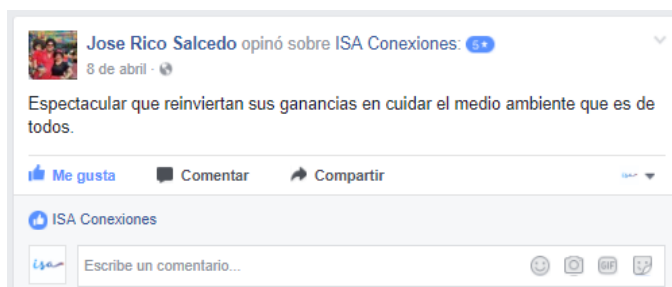 Jose Rico Salcedo opinó sobre ISA Conexiones: 5★
8 de abril ·
Espectacular que reinviertan sus ganancias en cuidar el medio ambiente que es de
todos.
Me gusta Comentar Compartir isa
ISA Conexiones
isa Escribe un comentario... GIF